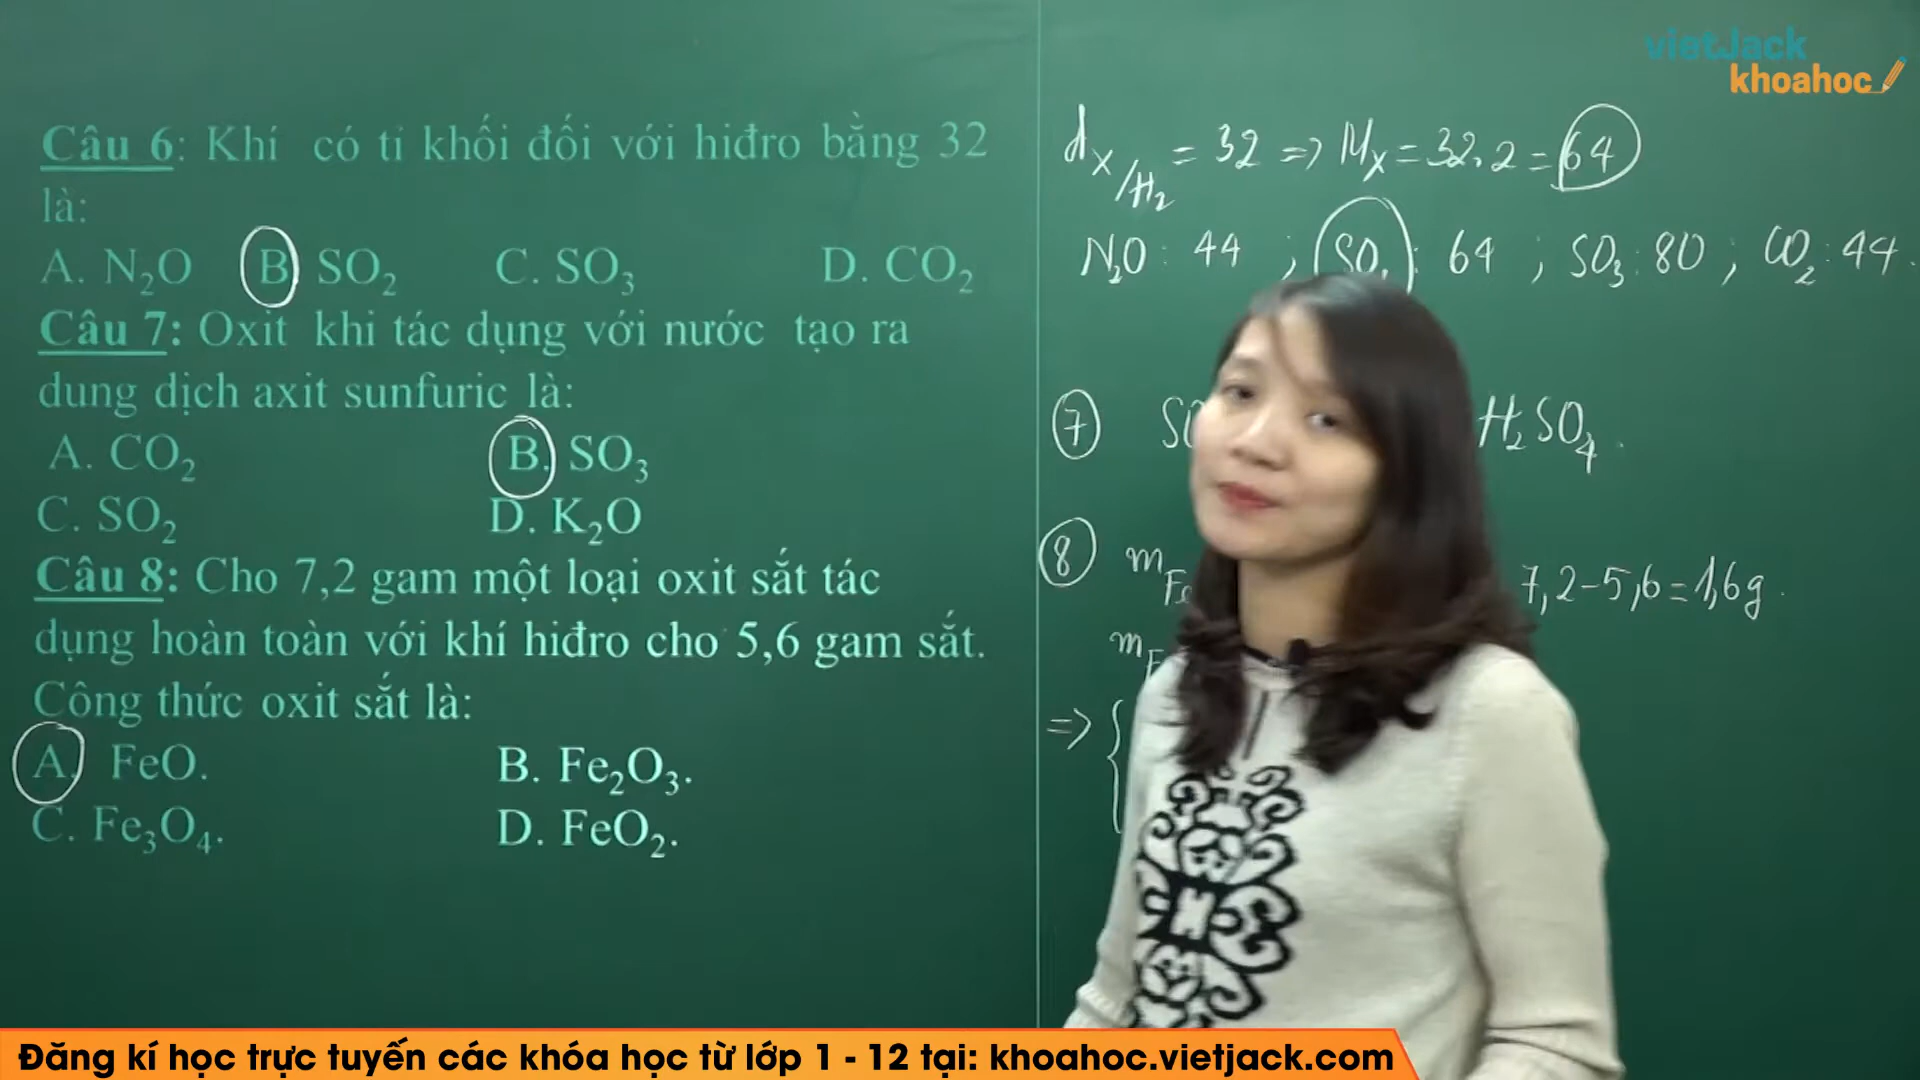 vietJack
khoahoc
Câu 6: Khí có tỉ khối đối với hiđro bằng 32
là:
A. N₂O B. SO₂ C. SO₃ D. CO₂
Câu 7: Oxit khi tác dụng với nước tạo ra
dung dịch axit sunfuric là:
A. CO₂ B. SO₃
C. SO₂ D. K₂O
Câu 8: Cho 7,2 gam một loại oxit sắt tác
dụng hoàn toàn với khí hiđro cho 5,6 gam sắt.
Công thức oxit sắt là:
A. FeO. B. Fe₂O₃.
C. Fe₃O₄. D. FeO₂.
d X/H₂ = 32 => Mx = 32.2 = 64
N₂O : 44 ; SO₂ : 64 ; SO₃ : 80 ; CO₂ : 44.
7 H₂SO₄.
8 m 7,2-5,6=1,6g.
m
=> {
Đăng kí học trực tuyến các khóa học từ lớp 1 - 12 tại: khoahoc.vietjack.com